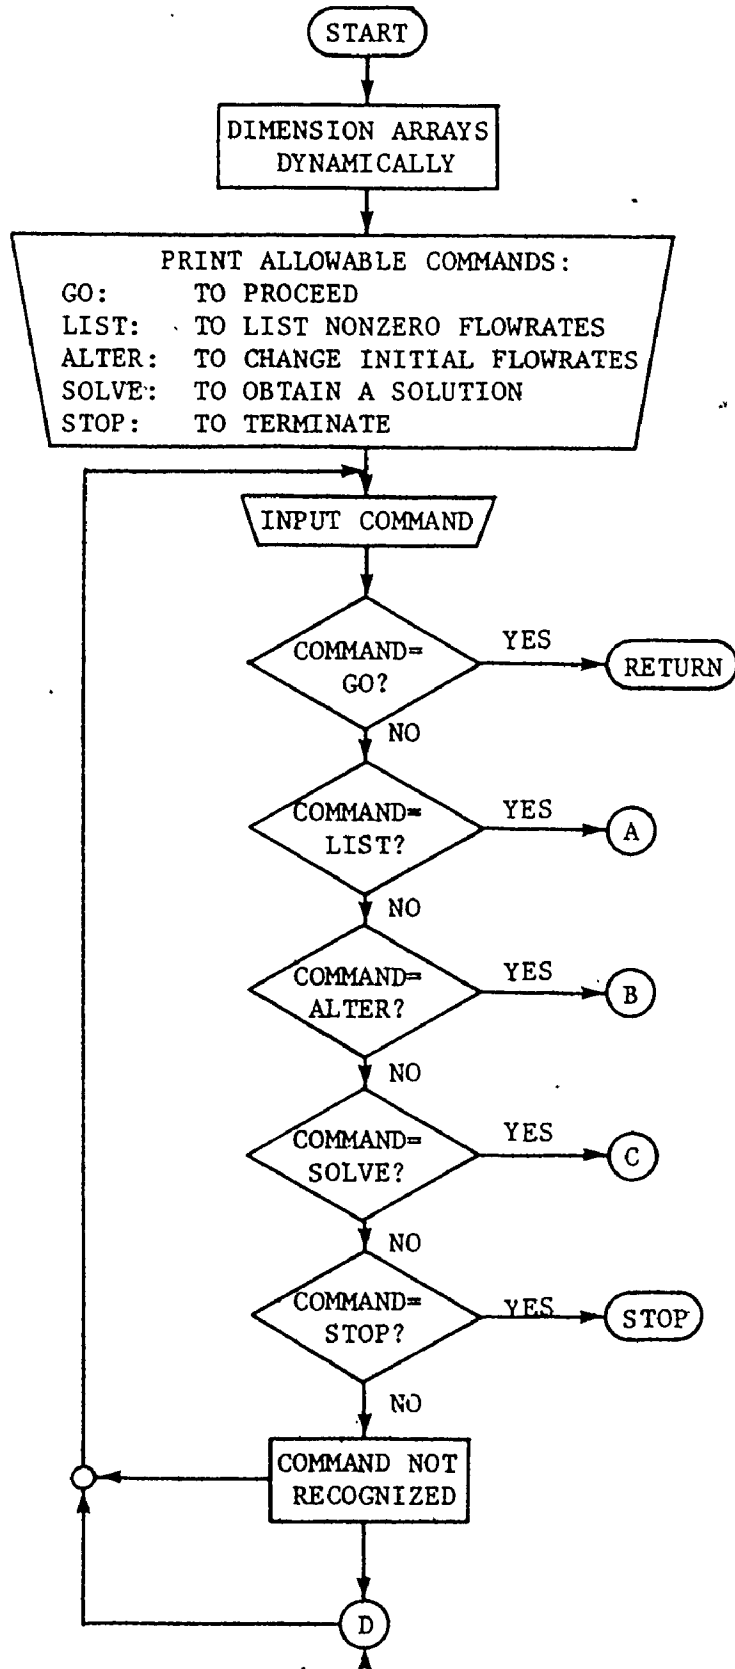 START
DIMENSION ARRAYS
DYNAMICALLY
PRINT ALLOWABLE COMMANDS:
GO: TO PROCEED
LIST: TO LIST NONZERO FLOWRATES
ALTER: TO CHANGE INITIAL FLOWRATES
SOLVE: TO OBTAIN A SOLUTION
STOP: TO TERMINATE
INPUT COMMAND
COMMAND=
GO?
YES
RETURN
NO
COMMAND=
LIST?
YES
A
NO
COMMAND=
ALTER?
YES
B
NO
COMMAND=
SOLVE?
YES
C
NO
COMMAND=
STOP?
YES
STOP
NO
COMMAND NOT
RECOGNIZED
D